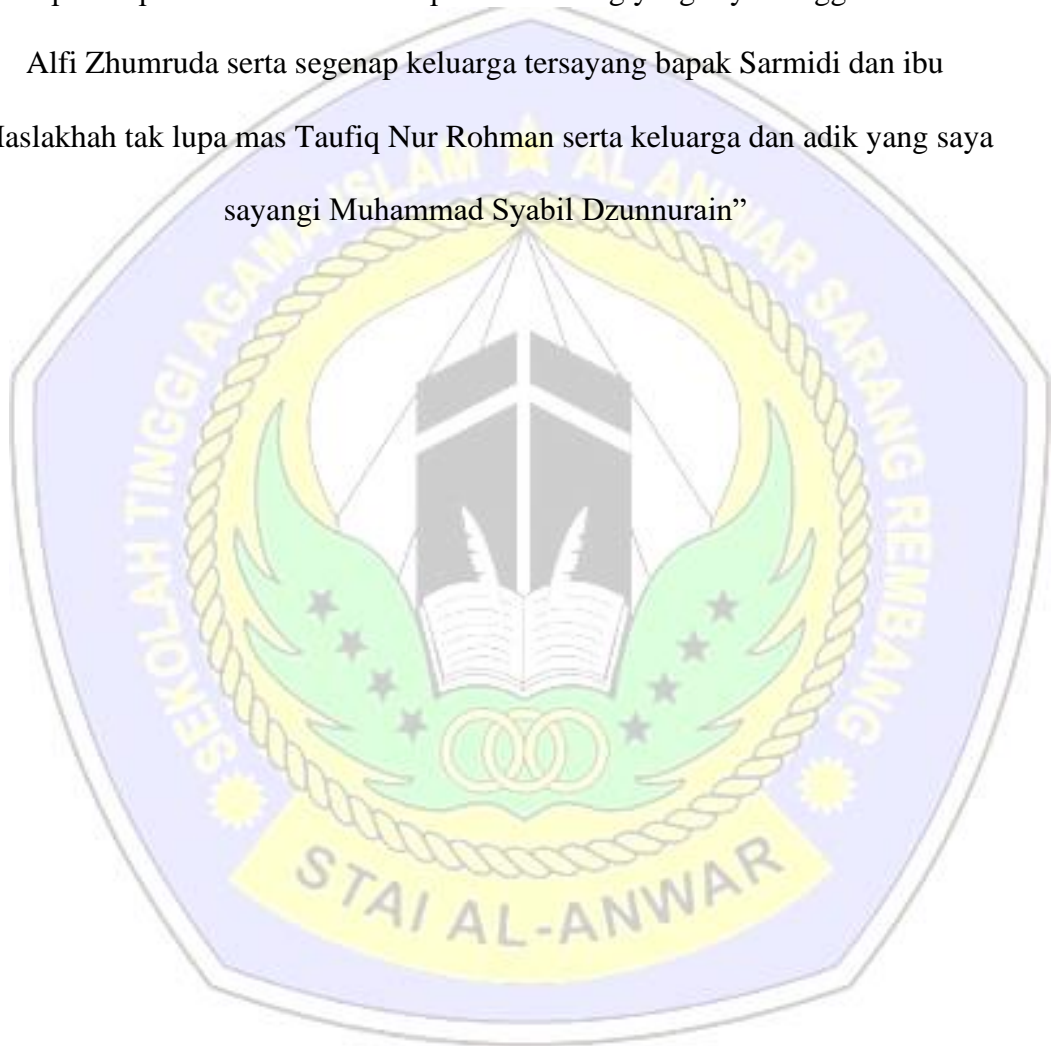 Alfi Zhumruda serta segenap keluarga tersayang bapak Sarmidi dan ibu
tak lupa mas Taufiq Nur Rohman serta keluarga dan adik yang saya
sayangi Muhammad Syabil Dzunnurain”
SEKOLAH TINGGI AGAMA ISLAM AL ANWAR SARANG REMBANG
STAI AL-ANWAR